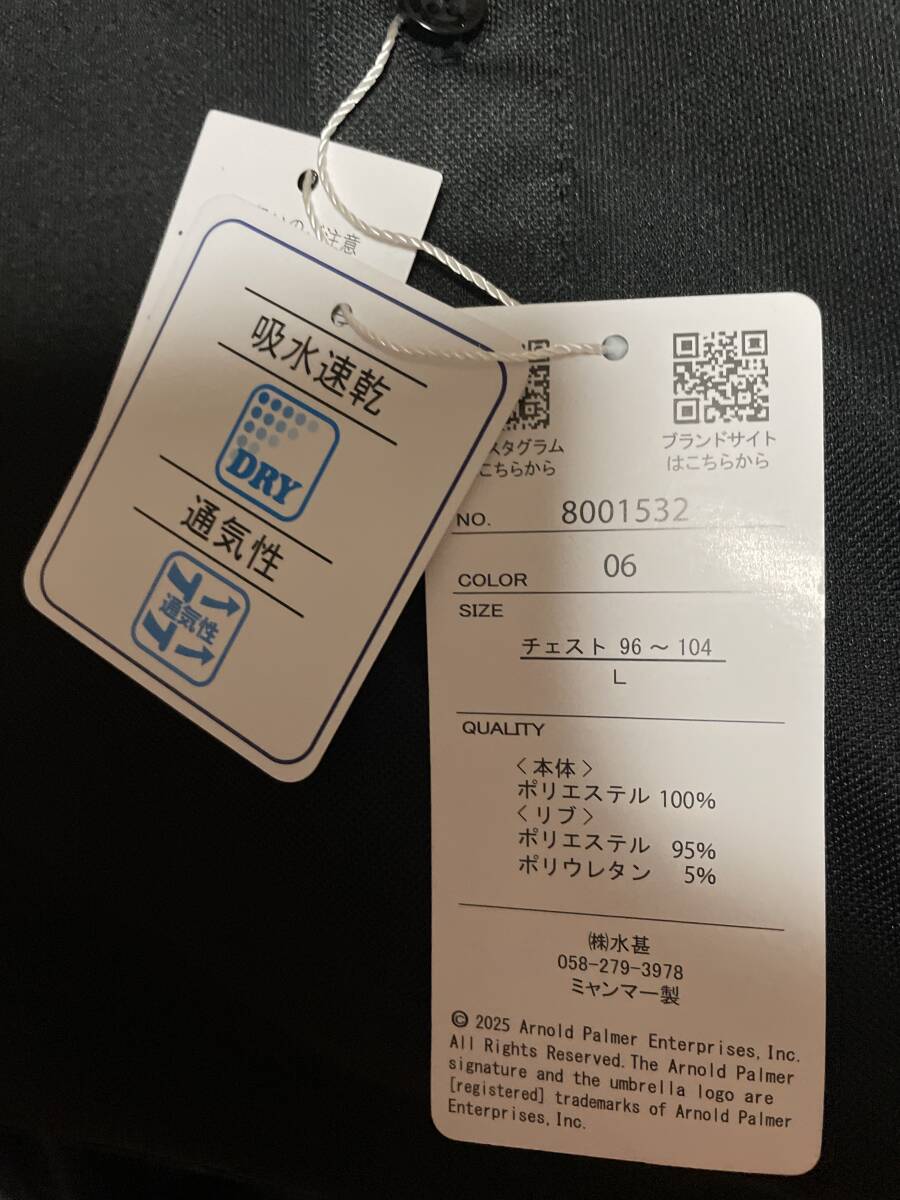 注意
吸水速乾
DRY
通気性
通気性
スタグラム
こちらから
ブランドサイト
はこちらから
NO. 8001532
COLOR 06
SIZE
チェスト 96 ～ 104
L
QUALITY
〈 本体 〉
ポリエステル 100%
〈 リブ 〉
ポリエステル 95%
ポリウレタン 5%
㈱水甚
058-279-3978
ミャンマー製
© 2025 Arnold Palmer Enterprises, Inc.
All Rights Reserved. The Arnold Palmer
signature and the umbrella logo are
[registered] trademarks of Arnold Palmer
Enterprises, Inc.